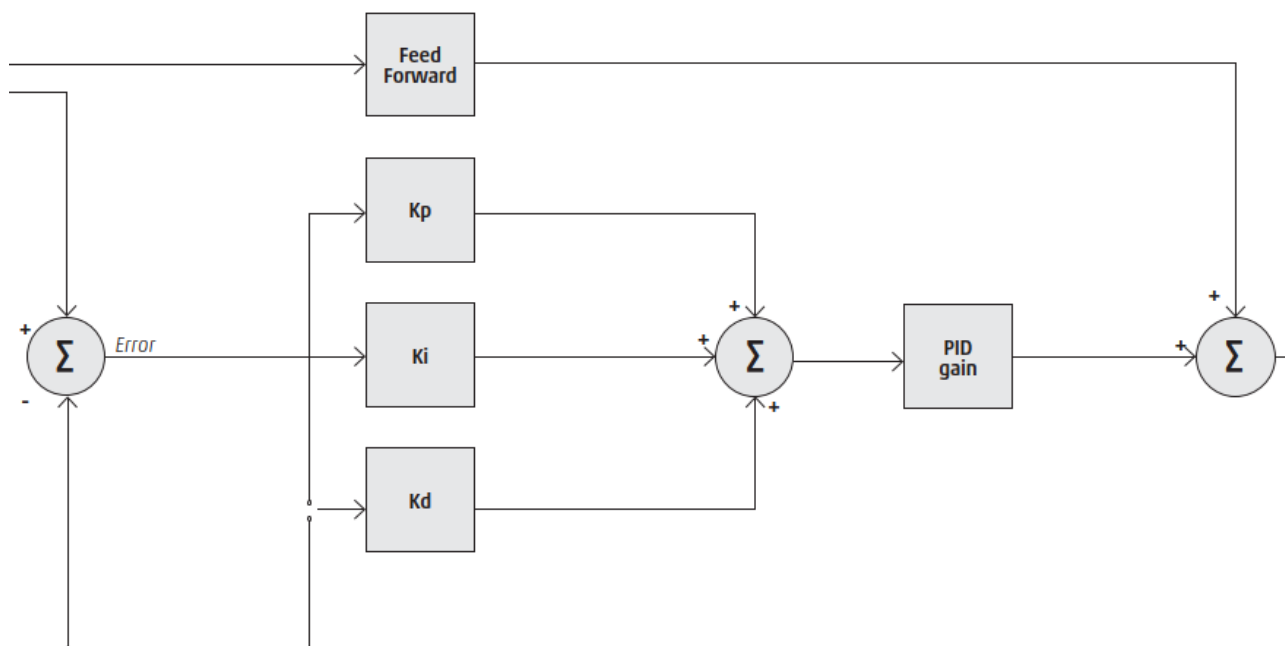 Feed
Forward
Kp
+
+
+
Σ
Error
Ki
+
Σ
PID
gain
+
Σ
-
+
Kd